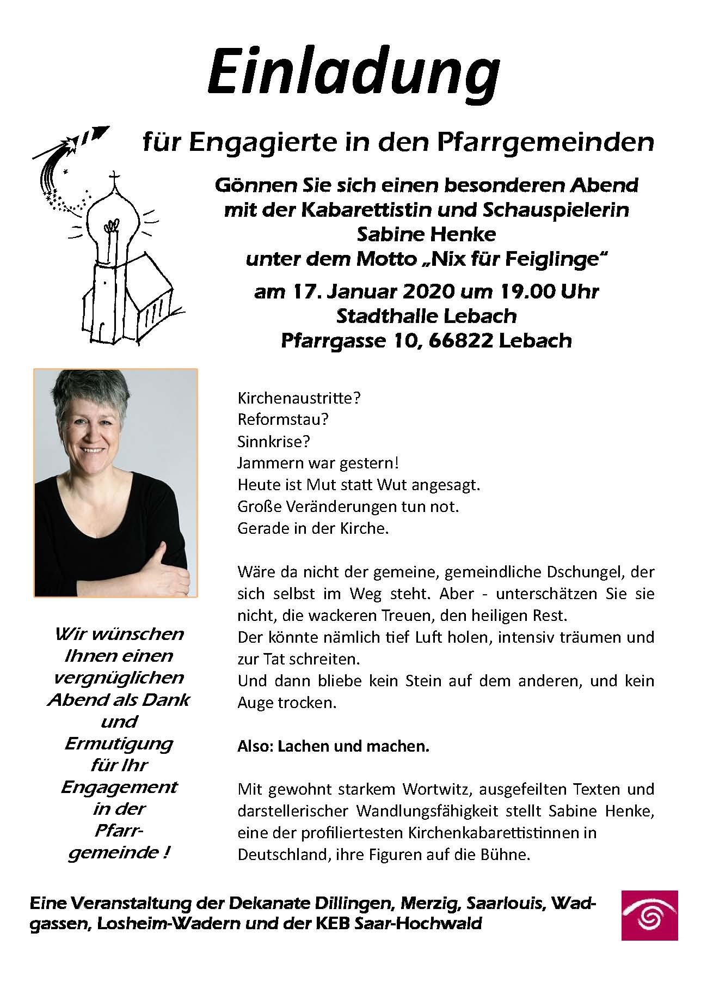 Einladung
für Engagierte in den Pfarrgemeinden
Gönnen Sie sich einen besonderen Abend
mit der Kabarettistin und Schauspielerin
Sabine Henke
unter dem Motto „Nix für Feiglinge“
am 17. Januar 2020 um 19.00 Uhr
Stadthalle Lebach
Pfarrgasse 10, 66822 Lebach
Kirchenaustritte?
Reformstau?
Sinnkrise?
Jammern war gestern!
Heute ist Mut statt Wut angesagt.
Große Veränderungen tun not.
Gerade in der Kirche.
Wäre da nicht der gemeine, gemeindliche Dschungel, der
sich selbst im Weg steht. Aber - unterschätzen Sie sie
nicht, die wackeren Treuen, den heiligen Rest.
Der könnte nämlich tief Luft holen, intensiv träumen und
zur Tat schreiten.
Und dann bliebe kein Stein auf dem anderen, und kein
Auge trocken.
Also: Lachen und machen.
Mit gewohnt starkem Wortwitz, ausgefeilten Texten und
darstellerischer Wandlungsfähigkeit stellt Sabine Henke,
eine der profiliertesten Kirchenkabarettistinnen in
Deutschland, ihre Figuren auf die Bühne.
Wir wünschen
Ihnen einen
vergnüglichen
Abend als Dank
und
Ermutigung
für Ihr
Engagement
in der
Pfarr-
gemeinde !
Eine Veranstaltung der Dekanate Dillingen, Merzig, Saarlouis, Wad-
gassen, Losheim-Wadern und der KEB Saar-Hochwald